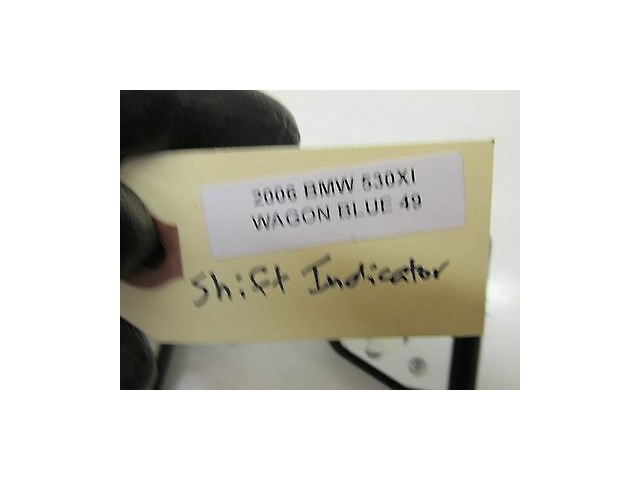 2006 BMW 530XI
WAGON BLUE 49
Shift Indicator